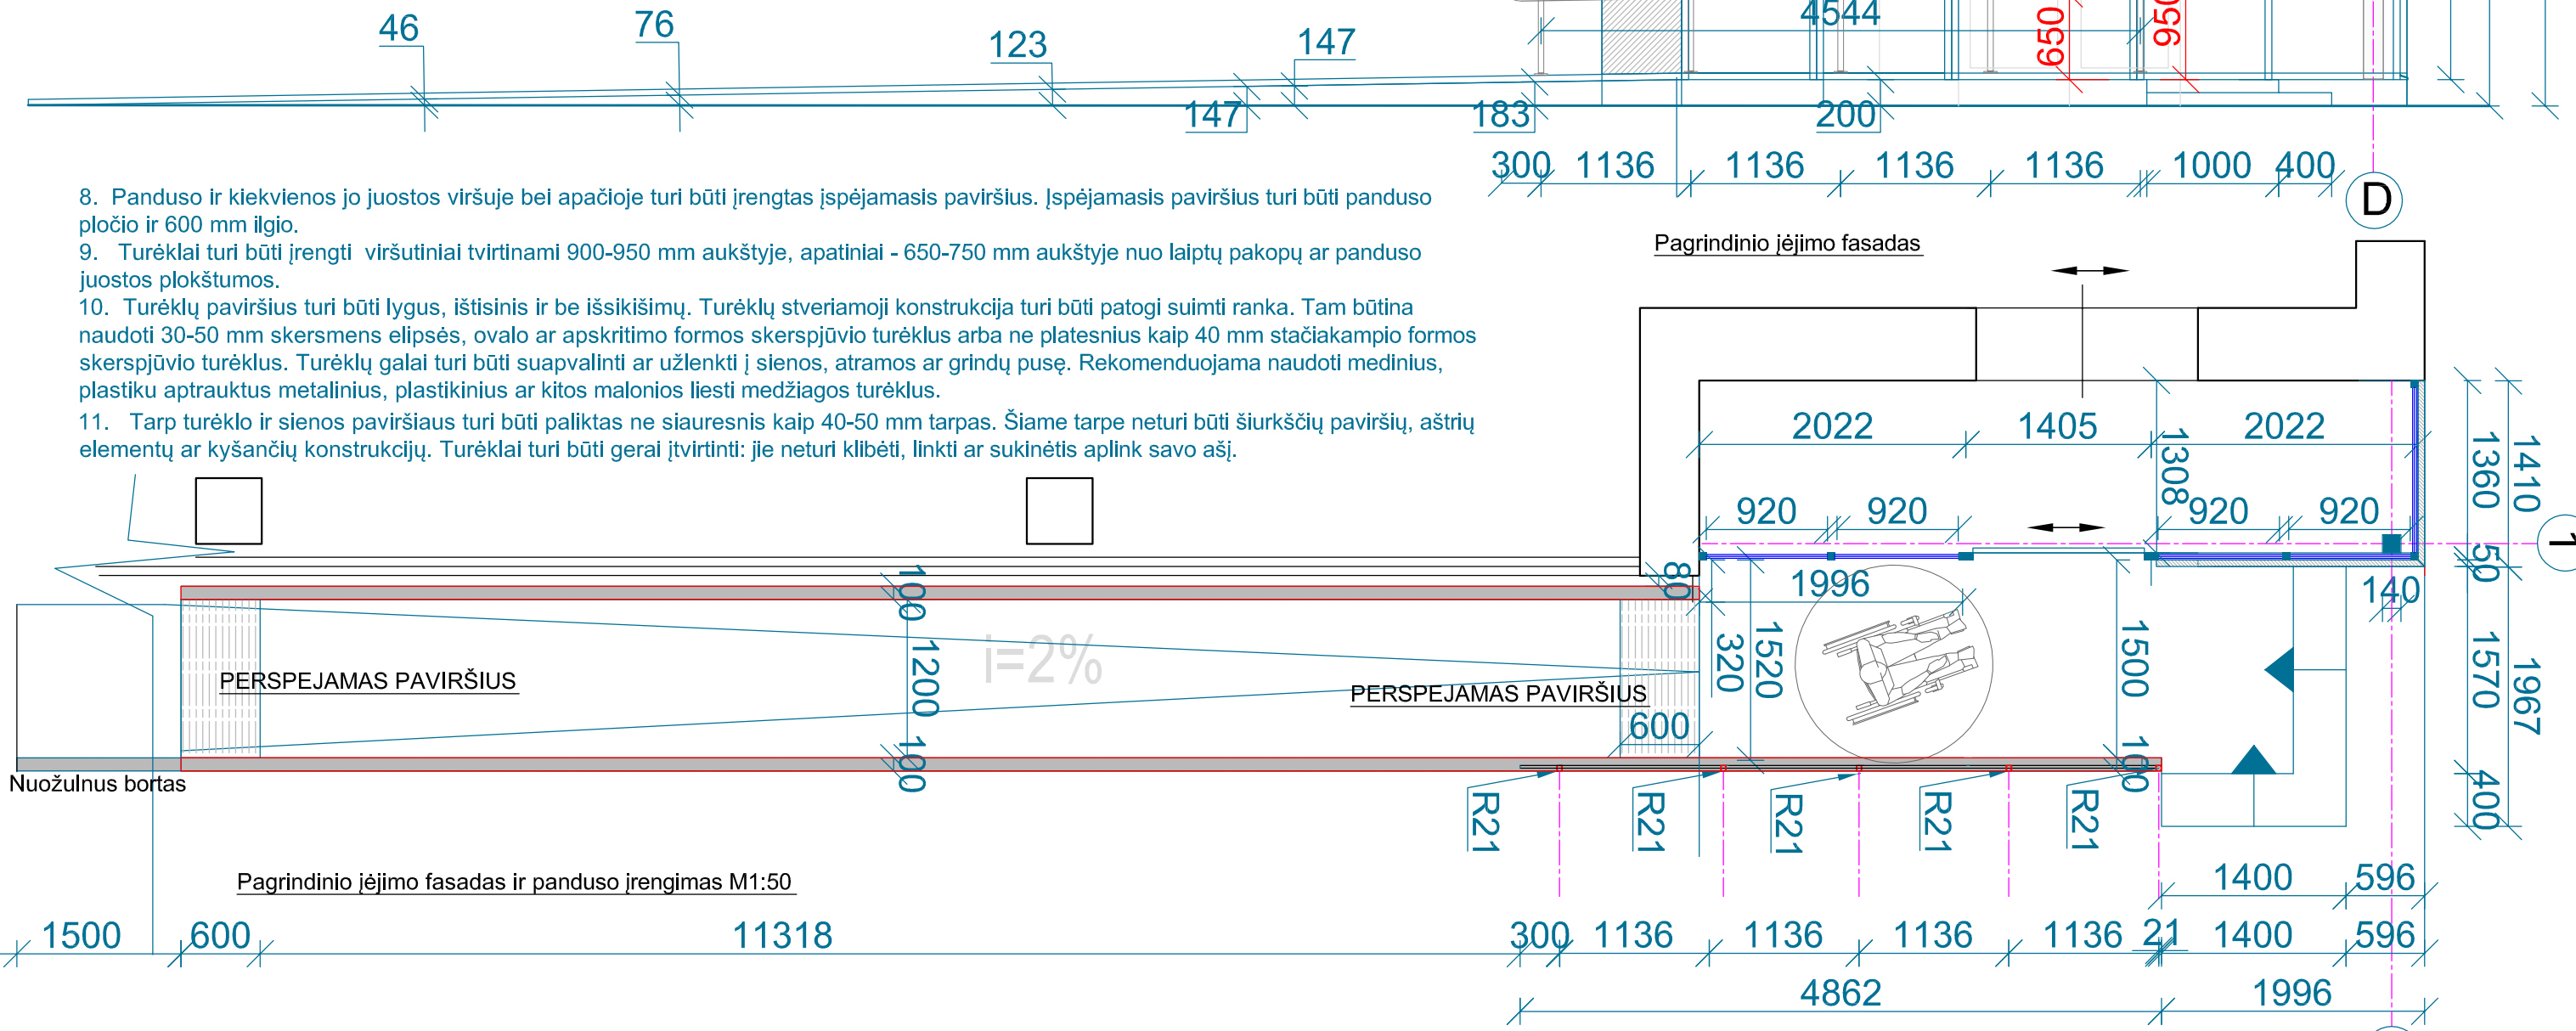 4544
650
950
46
76
123
147
147
183
200
300 1136 1136 1136 1136 1000 400
D
8. Panduso ir kiekvienos jo juostos viršuje bei apačioje turi būti įrengtas įspėjamasis paviršius. Įspėjamasis paviršius turi būti panduso
pločio ir 600 mm ilgio.
9. Turėklai turi būti įrengti viršutiniai tvirtinami 900-950 mm aukštyje, apatiniai - 650-750 mm aukštyje nuo laiptų pakopų ar panduso
juostos plokštumos.
10. Turėklų paviršius turi būti lygus, ištisinis ir be išsikišimų. Turėklų stveriamoji konstrukcija turi būti patogi suimti ranka. Tam būtina
naudoti 30-50 mm skersmens elipsės, ovalo ar apskritimo formos skerspjūvio turėklus arba ne platesnius kaip 40 mm stačiakampio formos
skerspjūvio turėklus. Turėklų galai turi būti suapvalinti ar užlenkti į sienos, atramos ar grindų pusę. Rekomenduojama naudoti medinius,
plastiku aptrauktus metalinius, plastikinius ar kitos malonios liesti medžiagos turėklus.
11. Tarp turėklo ir sienos paviršiaus turi būti paliktas ne siauresnis kaip 40-50 mm tarpas. Šiame tarpe neturi būti šiurkščių paviršių, aštrių
elementų ar kyšančių konstrukcijų. Turėklai turi būti gerai įtvirtinti: jie neturi klibėti, linkti ar sukinėtis aplink savo ašį.
Pagrindinio įėjimo fasadas
2022 1405 2022
1308
1360
1410
920 920 920 920
50
1
100
80
1996
140
i=2%
1200
320
1520
1500
1570
1967
PERSPEJAMAS PAVIRŠIUS
PERSPEJAMAS PAVIRŠIUS
600
100
100
400
Nuožulnus bortas
R21
R21
R21
R21
R21
Pagrindinio įėjimo fasadas ir panduso įrengimas M1:50
1400 596
1500 600 11318 300 1136 1136 1136 1136 21 1400 596
4862 1996